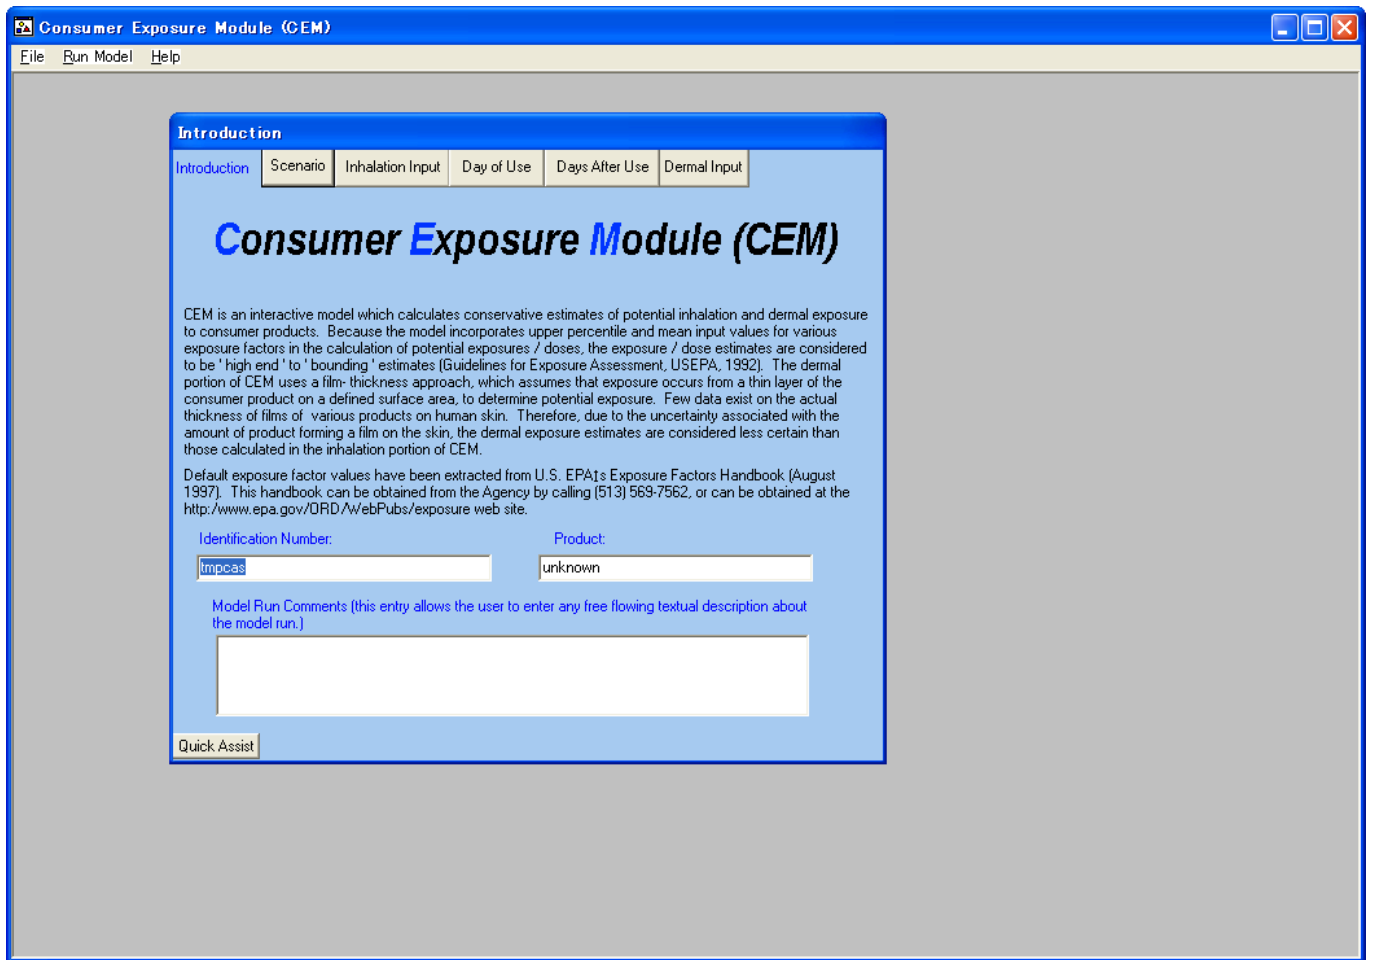 Consumer Exposure Module (CEM)
File Run Model Help
Introduction
Introduction Scenario Inhalation Input Day of Use Days After Use Dermal Input
Consumer Exposure Module (CEM)
CEM is an interactive model which calculates conservative estimates of potential inhalation and dermal exposure
to consumer products. Because the model incorporates upper percentile and mean input values for various
exposure factors in the calculation of potential exposures / doses, the exposure / dose estimates are considered
to be ' high end ' to ' bounding ' estimates (Guidelines for Exposure Assessment, USEPA, 1992). The dermal
portion of CEM uses a film- thickness approach, which assumes that exposure occurs from a thin layer of the
consumer product on a defined surface area, to determine potential exposure. Few data exist on the actual
thickness of films of various products on human skin. Therefore, due to the uncertainty associated with the
amount of product forming a film on the skin, the dermal exposure estimates are considered less certain than
those calculated in the inhalation portion of CEM.
Default exposure factor values have been extracted from U.S. EPA‡s Exposure Factors Handbook (August
1997). This handbook can be obtained from the Agency by calling (513) 569-7562, or can be obtained at the
http:/www.epa.gov/ORD/WebPubs/exposure web site.
Identification Number: Product:
tmpcas unknown
Model Run Comments (this entry allows the user to enter any free flowing textual description about
the model run.)
Quick Assist